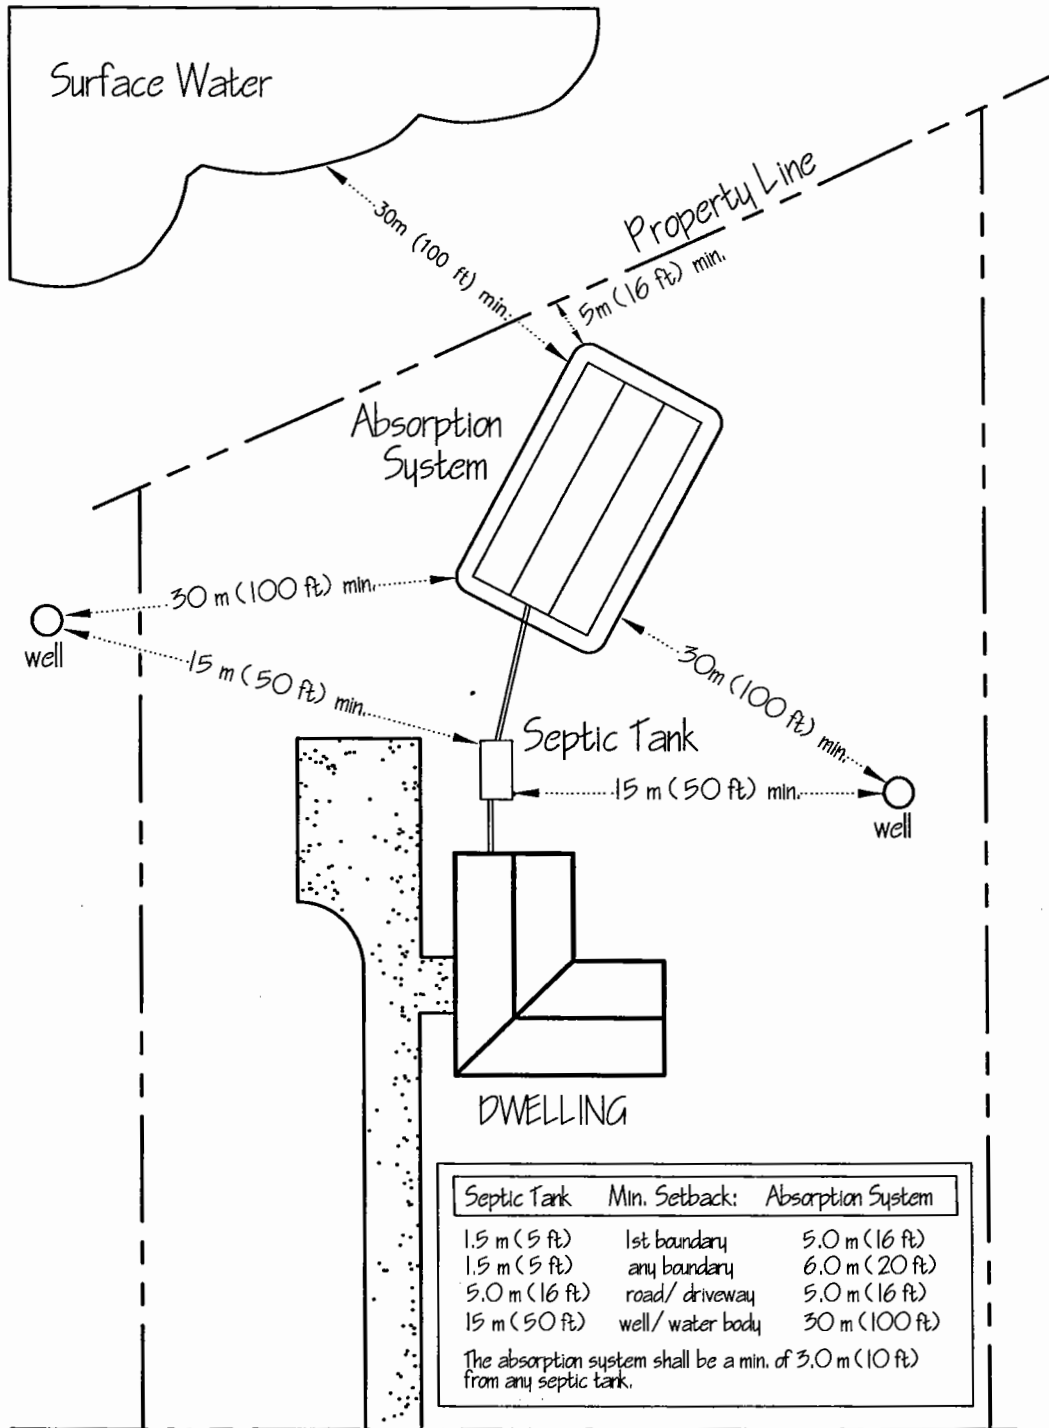 Surface Water
Property Line
30m (100 ft) min.
5m (16 ft) min.
Absorption
System
30 m (100 ft) min.
well
15 m (50 ft) min.
30m (100 ft) min.
Septic Tank
15 m (50 ft) min.
well
DWELLING
Septic Tank Min. Setback: Absorption System
1.5 m (5 ft) 1st boundary 5.0 m (16 ft)
1.5 m (5 ft) any boundary 6.0 m (20 ft)
5.0 m (16 ft) road/ driveway 5.0 m (16 ft)
15 m (50 ft) well/ water body 30 m (100 ft)
The absorption system shall be a min. of 3.0 m (10 ft)
from any septic tank.